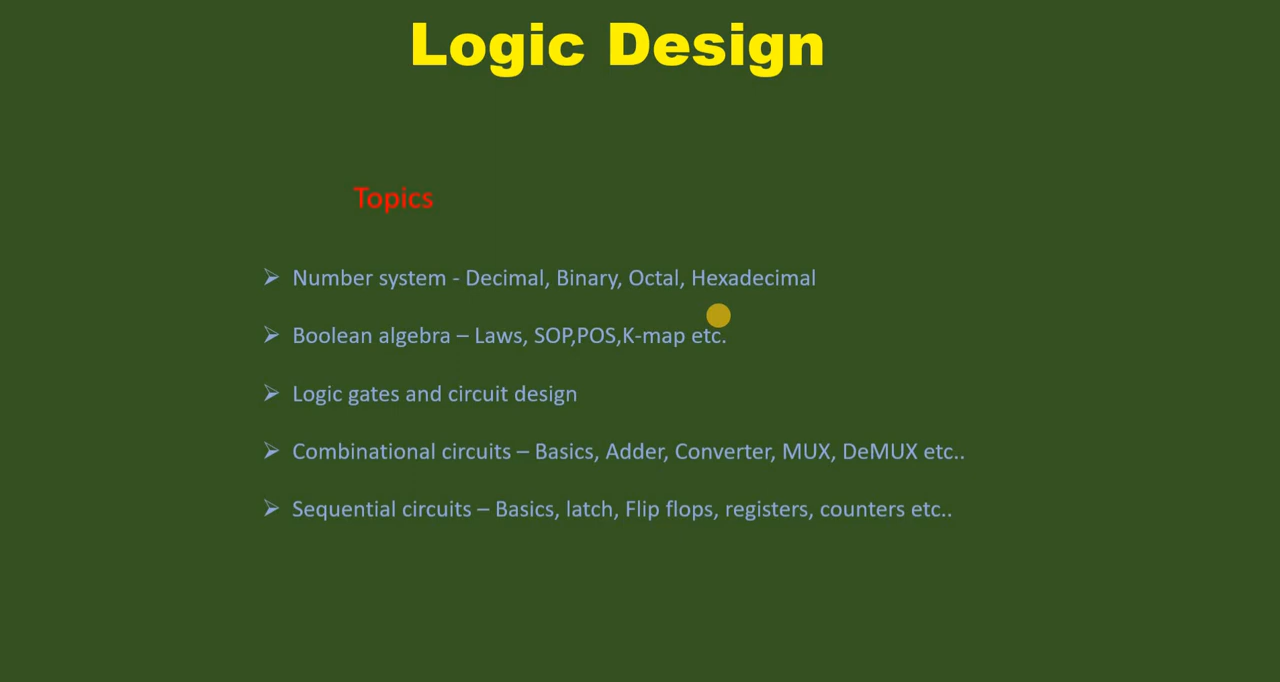 Logic Design
Topics
➢ Number system - Decimal, Binary, Octal, Hexadecimal
➢ Boolean algebra – Laws, SOP,POS,K-map etc.
➢ Logic gates and circuit design
➢ Combinational circuits – Basics, Adder, Converter, MUX, DeMUX etc..
➢ Sequential circuits – Basics, latch, Flip flops, registers, counters etc..